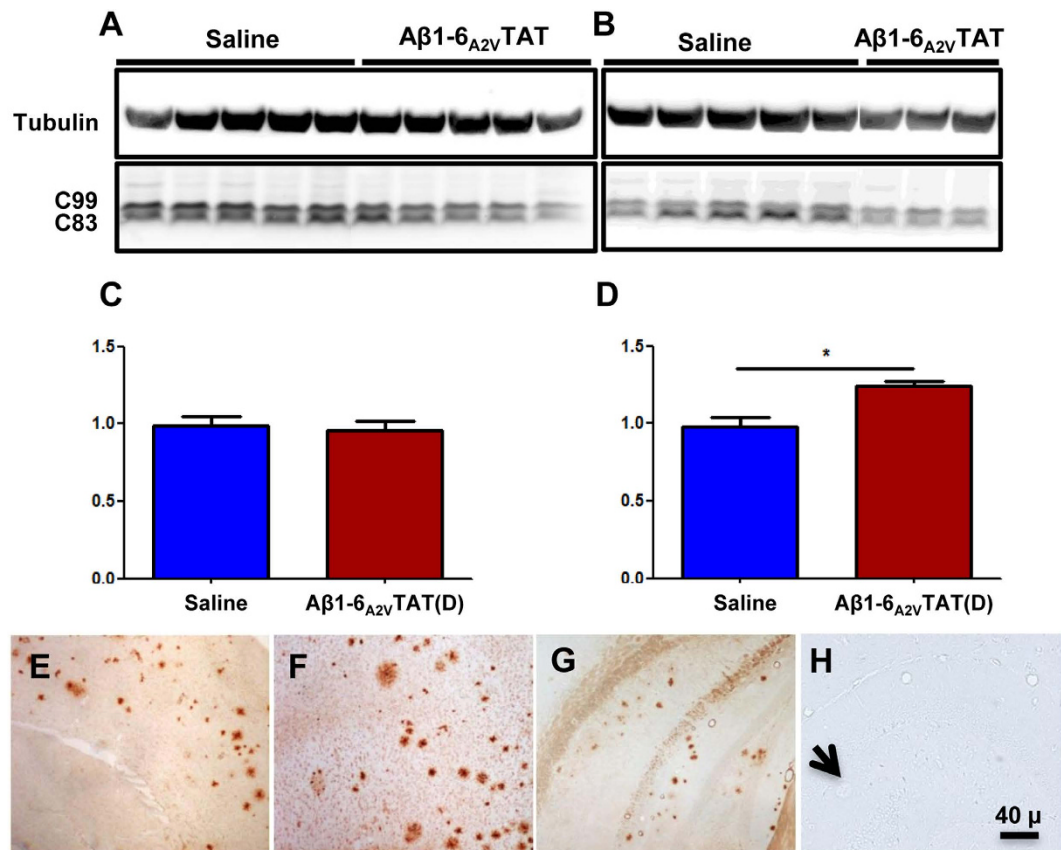 A
Saline
Aβ1-6A2VTAT
B
Saline
Aβ1-6A2VTAT
Tubulin
C99
C83
C
D
1.5
1.0
0.5
0.0
Saline
Aβ1-6A2VTAT(D)
1.5
*
1.0
0.5
0.0
Saline
Aβ1-6A2VTAT(D)
E
F
G
H
40 μ